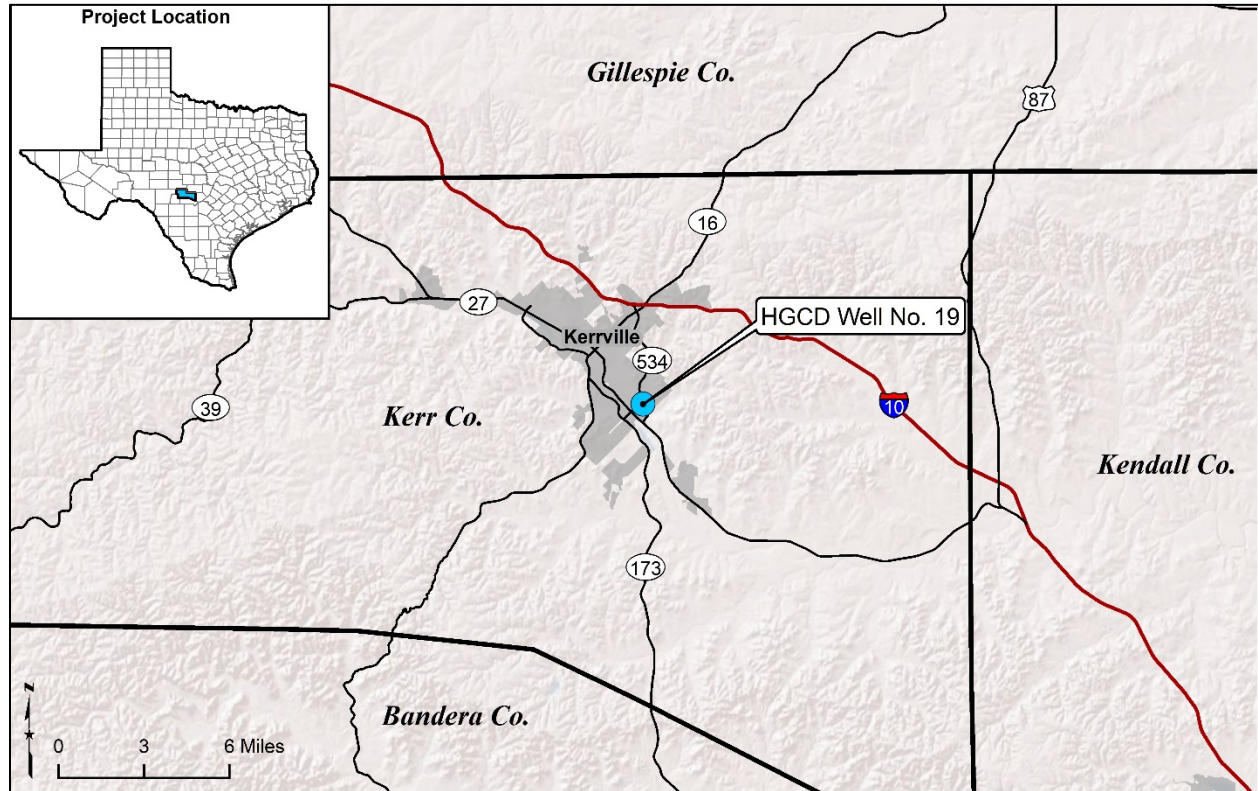 Project Location
Gillespie Co.
87
16
27
HGCD Well No. 19
Kerrville
534
39
10
Kerr Co.
Kendall Co.
173
N
0 3 6 Miles
Bandera Co.